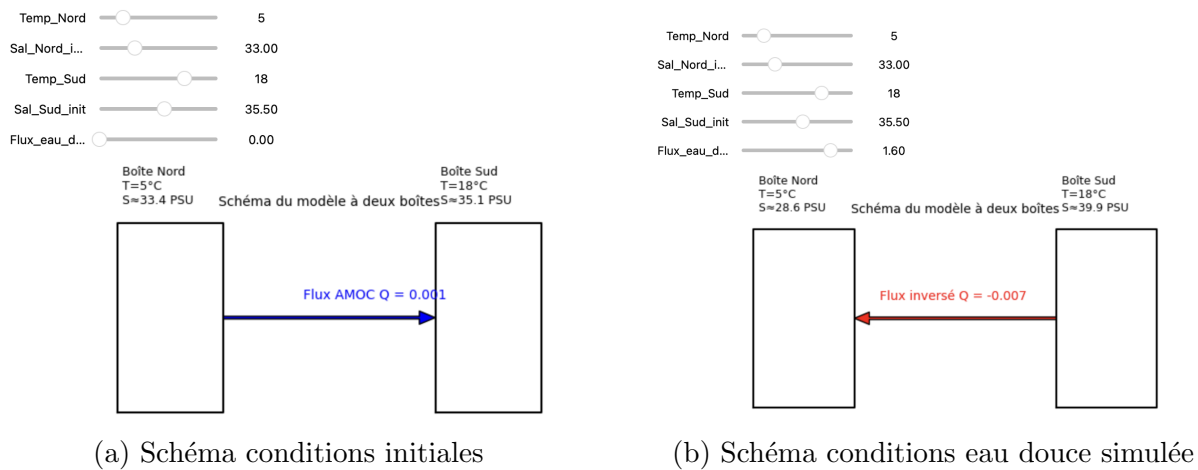 Temp_Nord 5
Sal_Nord_i... 33.00
Temp_Sud 18
Sal_Sud_init 35.50
Flux_eau_d... 0.00
Boîte Nord
T=5°C
S≈33.4 PSU
Schéma du modèle à deux boîtes
Boîte Sud
T=18°C
S≈35.1 PSU
Flux AMOC Q = 0.001
(a) Schéma conditions initiales
Temp_Nord 5
Sal_Nord_i... 33.00
Temp_Sud 18
Sal_Sud_init 35.50
Flux_eau_d... 1.60
Boîte Nord
T=5°C
S≈28.6 PSU
Schéma du modèle à deux boîtes
Boîte Sud
T=18°C
S≈39.9 PSU
Flux inversé Q = -0.007
(b) Schéma conditions eau douce simulée